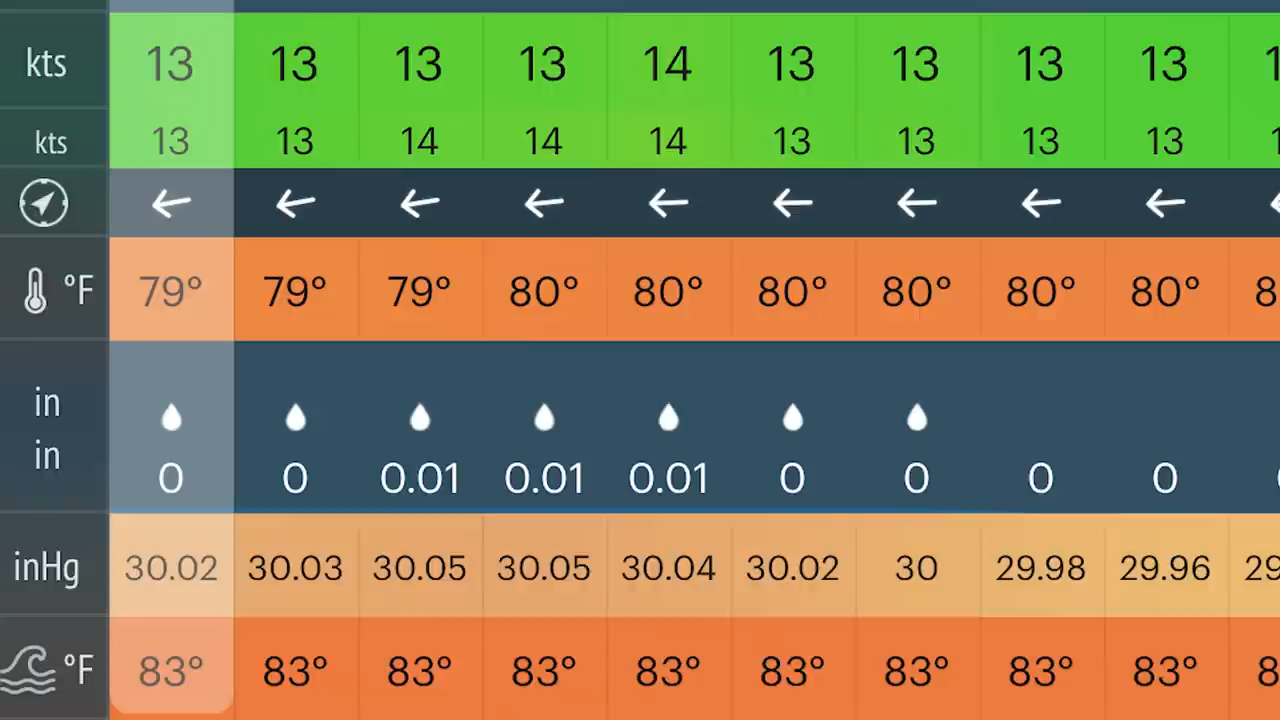 kts 13 13 13 13 14 13 13 13 13
kts 13 13 14 14 14 13 13 13 13
°F 79° 79° 79° 80° 80° 80° 80° 80° 80°
in
in 0 0 0.01 0.01 0.01 0 0 0 0
inHg 30.02 30.03 30.05 30.05 30.04 30.02 30 29.98 29.96
°F 83° 83° 83° 83° 83° 83° 83° 83° 83°